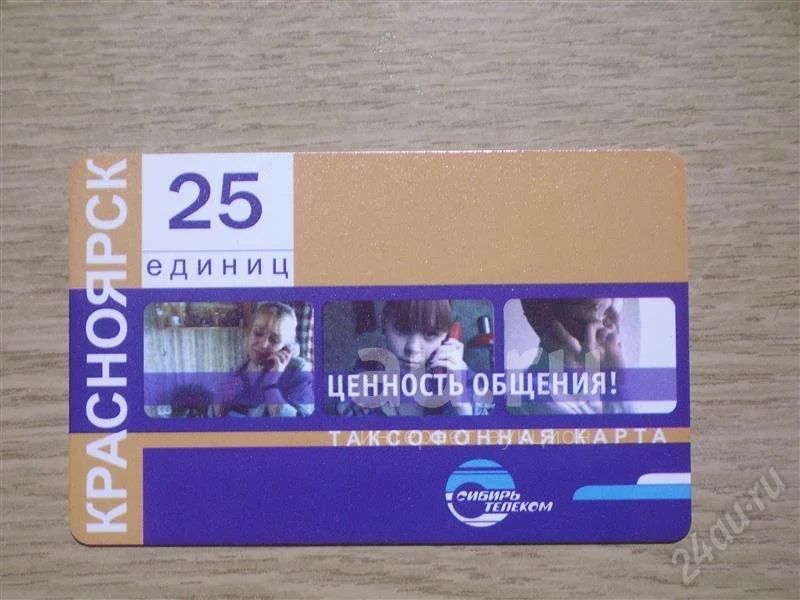 КРАСНОЯРСК
25
единиц
ЦЕННОСТЬ ОБЩЕНИЯ!
ТАКСОФОННАЯ КАРТА
СИБИРЬ
ТЕЛЕКОМ
24au.ru